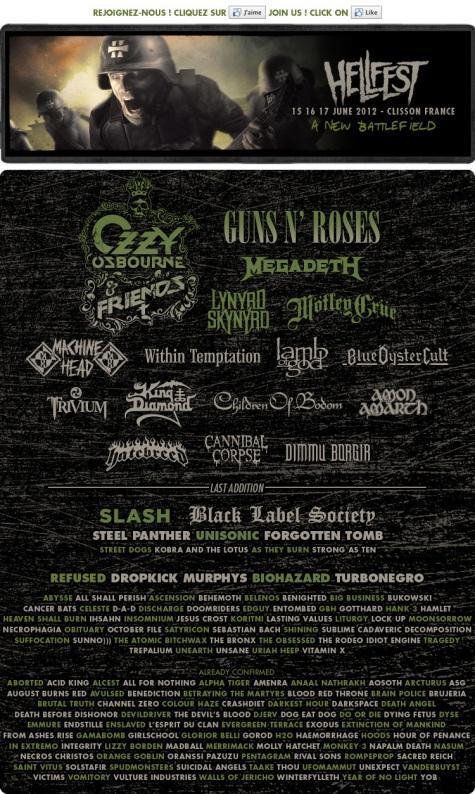 REJOIGNEZ-NOUS ! CLIQUEZ SUR J'aime JOIN US ! CLICK ON Like
HELLFEST
15 16 17 JUNE 2012 - CLISSON FRANCE
A NEW BATTLEFIELD
OZZY OSBOURNE & FRIENDS
GUNS N' ROSES
MEGADETH
LYNYRD SKYNYRD Mötley Crüe
MACHINE HEAD Within Temptation lamb of god Blue Öyster Cult
TRIVIUM King Diamond Children Of Bodom AMON AMARTH
HATEBREED CANNIBAL CORPSE DIMMU BORGIR
LAST ADDITION
SLASH Black Label Society
STEEL PANTHER UNISONIC FORGOTTEN TOMB
STREET DOGS KOBRA AND THE LOTUS AS THEY BURN STRONG AS TEN
REFUSED DROPKICK MURPHYS BIOHAZARD TURBONEGRO
ABYSSE ALL SHALL PERISH ASCENSION BEHEMOTH BELENOS BENIGHTED BIG BUSINESS BUKOWSKI
CANCER BATS CELESTE D-A-D DISCHARGE DOOMRIDERS EDGUY ENTOMBED GBH GOTTHARD HANK 3 HAMLET
HEAVEN SHALL BURN IHSAHN INSOMNIUM JESUS CROST KORITNI LASTING VALUES LITURGY LOCK UP MOONSORROW
NECROPHAGIA OBITUARY OCTOBER FILE SATYRICON SEBASTIAN BACH SHINING SUBLIME CADAVERIC DECOMPOSITION
SUFFOCATION SUNNO))) THE ATOMIC BITCHWAX THE BRONX THE OBSESSED THE RODEO IDIOT ENGINE TRAGEDY
TREPALIUM UNEARTH UNSANE URIAH HEEP VITAMIN X
ALREADY CONFIRMED
ABORTED ACID KING ALCEST ALL FOR NOTHING ALPHA TIGER AMENRA ANAAL NATHRAKH AOSOTH ARCTURUS ASG
AUGUST BURNS RED AVULSED BENEDICTION BETRAYING THE MARTYRS BLOOD RED THRONE BRAIN POLICE BRUJERIA
BRUTAL TRUTH CHANNEL ZERO COLOUR HAZE CRASHDIET DARKEST HOUR DARKSPACE DEATH ANGEL
DEATH BEFORE DISHONOR DEVILDRIVER THE DEVIL'S BLOOD DJERV DOG EAT DOG DO OR DIE DYING FETUS DYSE
EMMURE ENDSTILLE ENSLAVED L'ESPRIT DU CLAN EVERGREEN TERRACE EXODUS EXTINCTION OF MANKIND
FROM ASHES RISE GAMABOMB GIRLSCHOOL GLORIOR BELLI GOROD H2O HAEMORRHAGE HOODS HOUR OF PENANCE
IN EXTREMO INTEGRITY LIZZY BORDEN MADBALL MERRIMACK MOLLY HATCHET MONKEY 3 NAPALM DEATH NASUM
NECROS CHRISTOS ORANGE GOBLIN ORANSSI PAZUZU PENTAGRAM RIVAL SONS ROMPEPROP SACRED REICH
SAINT VITUS SOLSTAFIR SPUDMONSTERS SUICIDAL ANGELS TAAKE THOU UFOMAMMUT UNEXPECT VANDERBUYST
VICTIMS VOMITORY VULTURE INDUSTRIES WALLS OF JERICHO WINTERFYLLETH YEAR OF NO LIGHT YOB